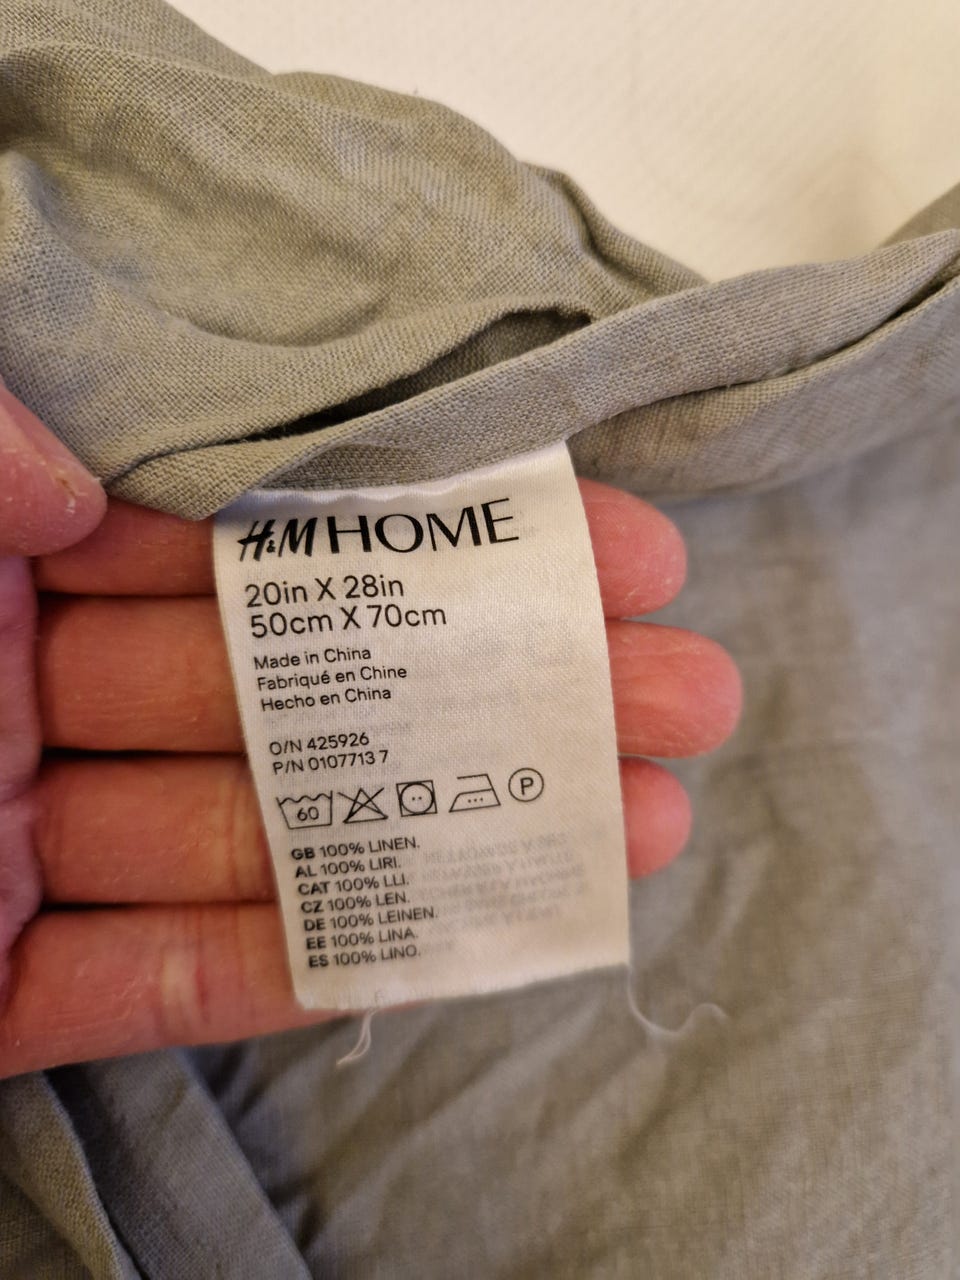 H&M HOME
20in X 28in
50cm X 70cm
Made in China
Fabriqué en Chine
Hecho en China
O/N 425926
P/N 0107713 7
60 P
GB 100% LINEN.
AL 100% LIRI.
CAT 100% LLI.
CZ 100% LEN.
DE 100% LEINEN.
EE 100% LINA.
ES 100% LINO.